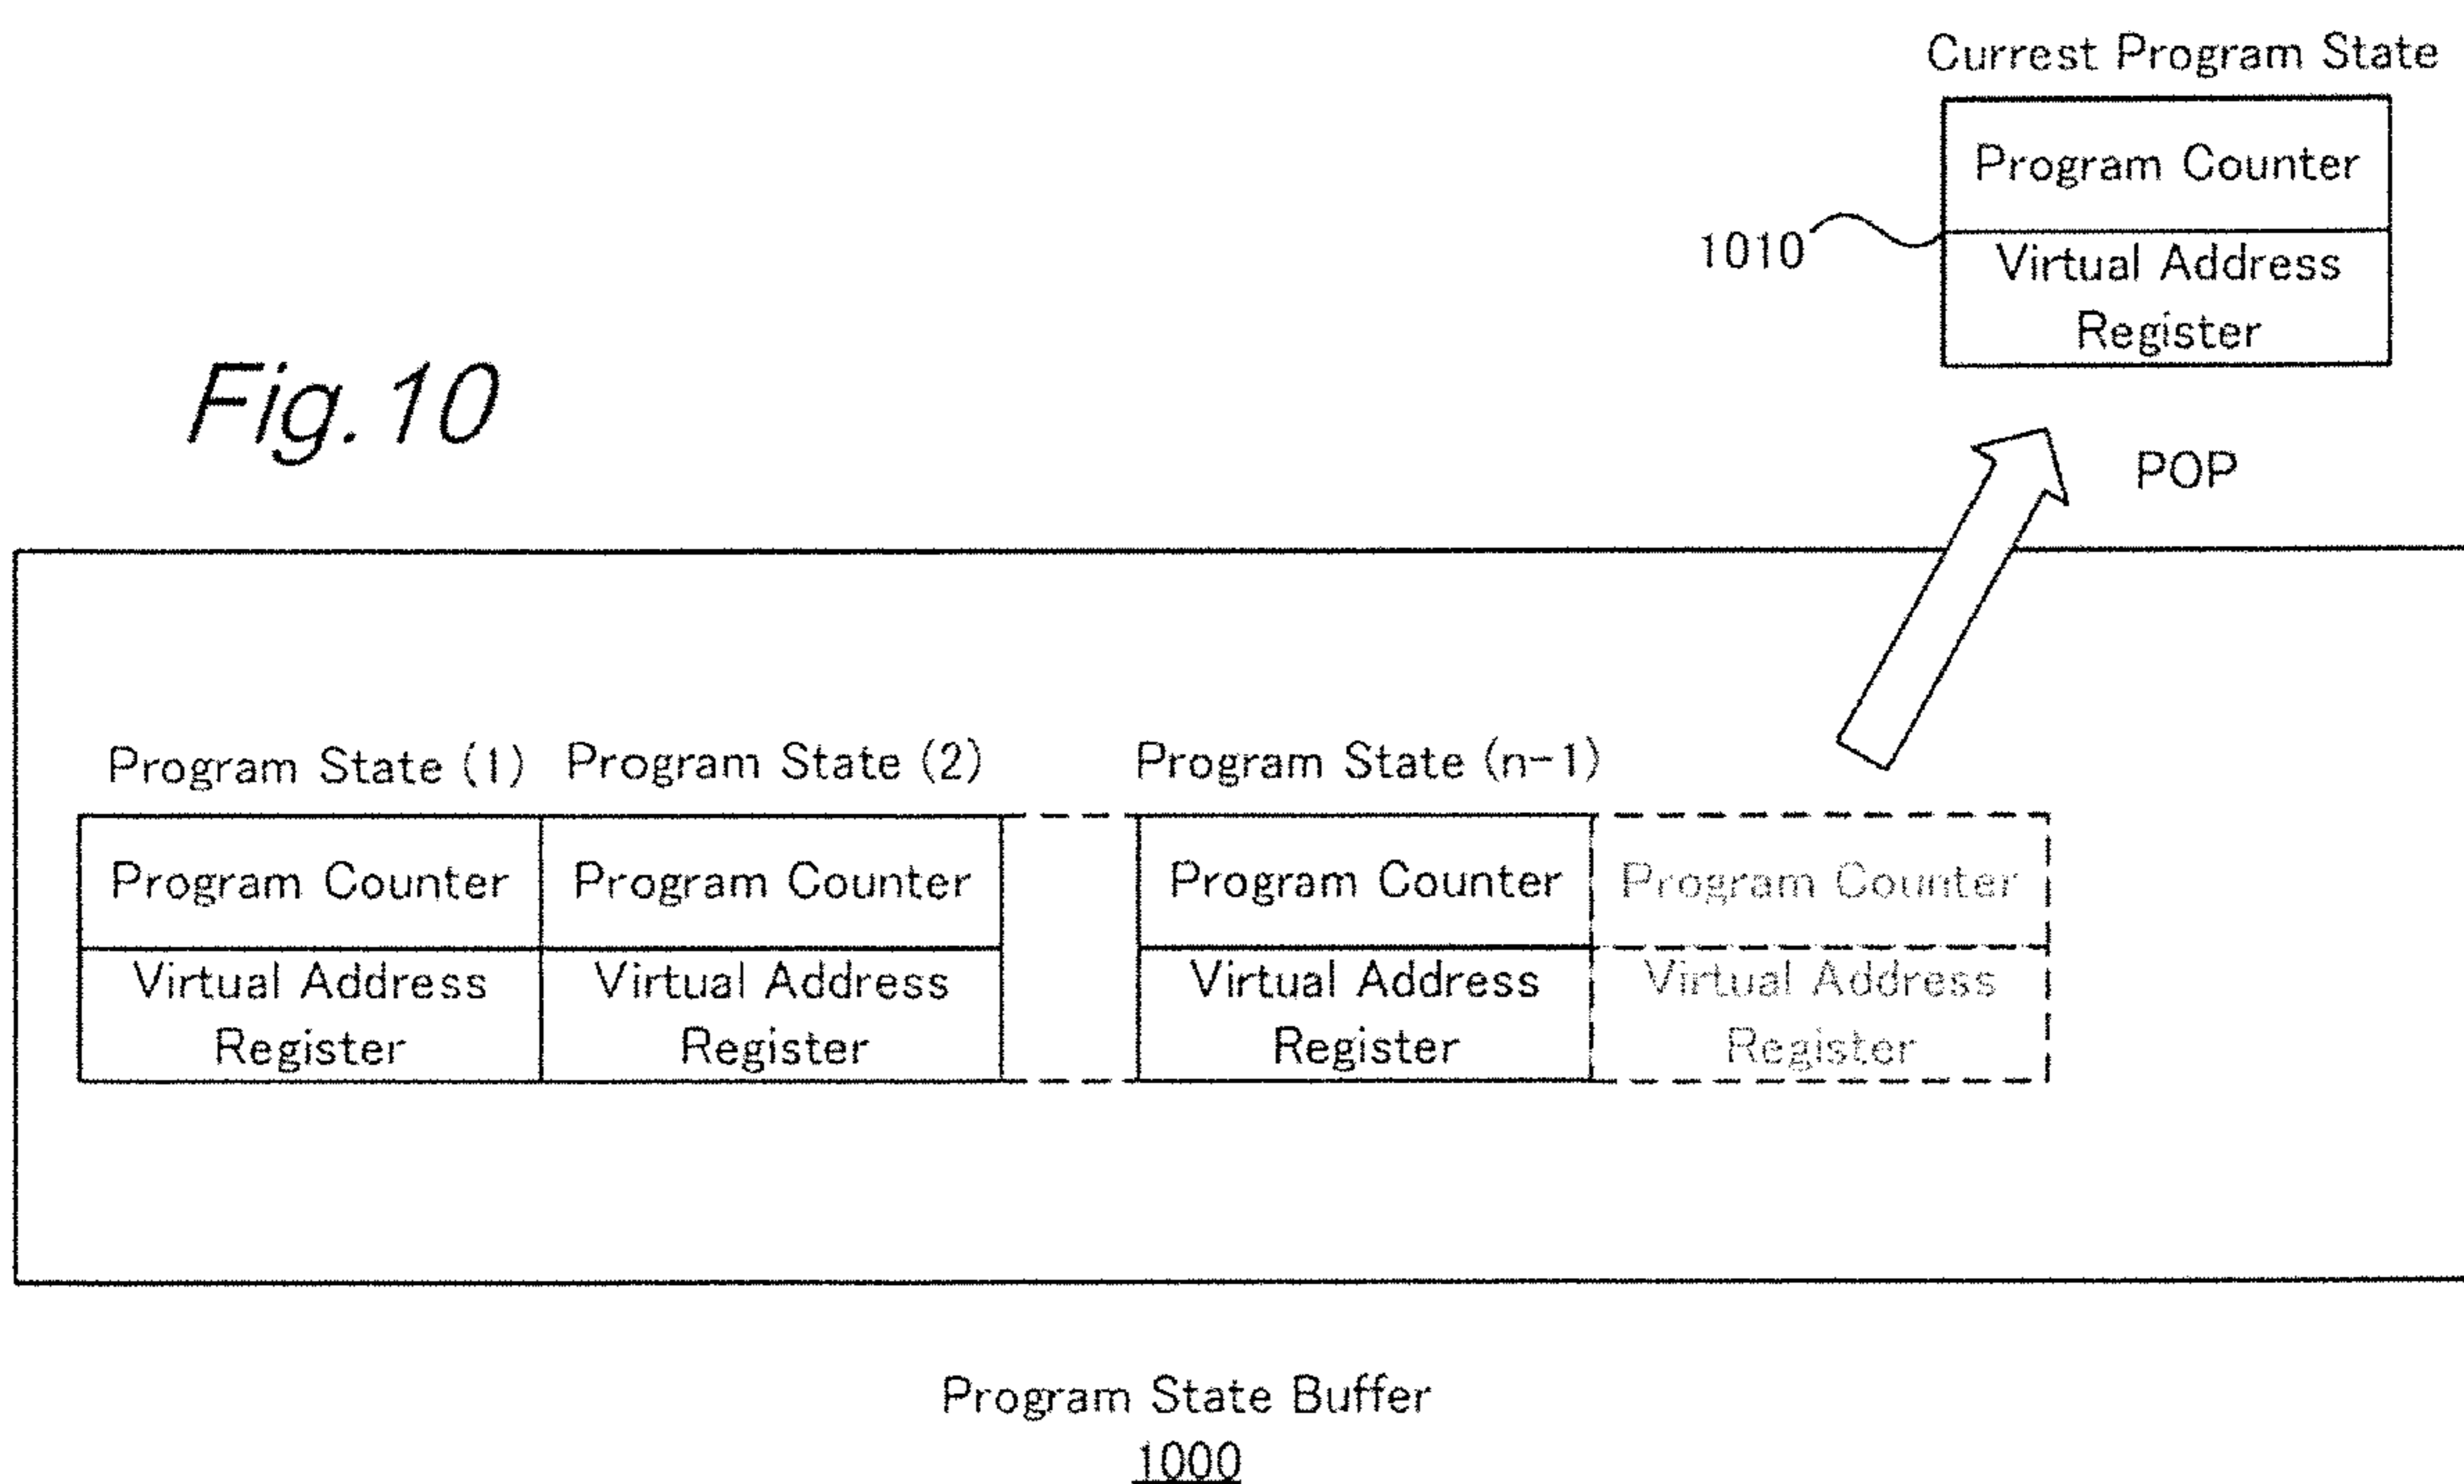 Currest Program State
Program Counter
1010
Virtual Address
Register
Fig.10
POP
Program State (1) Program State (2) Program State (n-1)
Program Counter Program Counter Program Counter Program Counter
Virtual Address Virtual Address Virtual Address Virtual Address
Register Register Register Register
Program State Buffer
1000